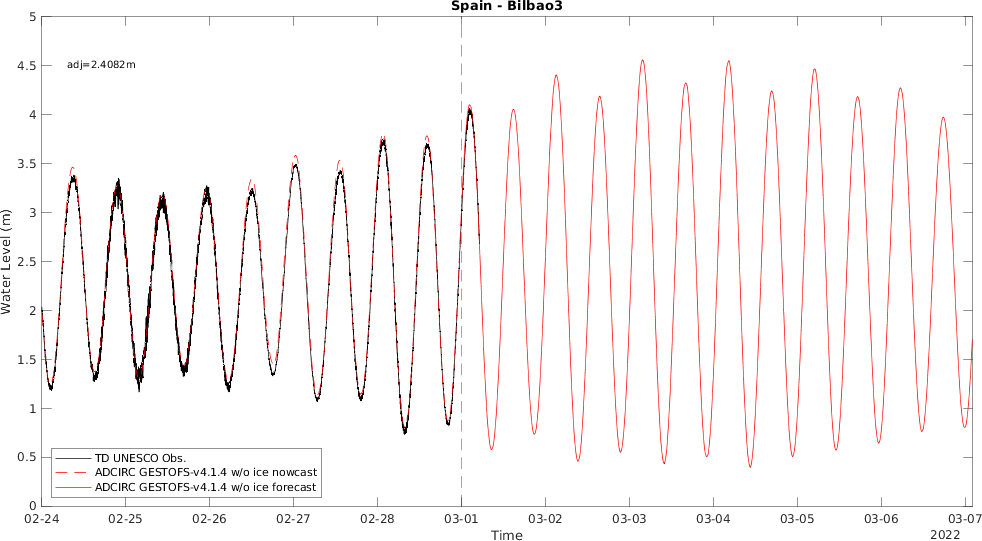 Spain - Bilbao3
5
4.5
4
3.5
3
2.5
2
1.5
1
0.5
0
Water Level (m)
adj=2.4082m
TD UNESCO Obs.
ADCIRC GESTOFS-v4.1.4 w/o ice nowcast
ADCIRC GESTOFS-v4.1.4 w/o ice forecast
02-24 02-25 02-26 02-27 02-28 03-01 03-02 03-03 03-04 03-05 03-06 03-07
Time
2022